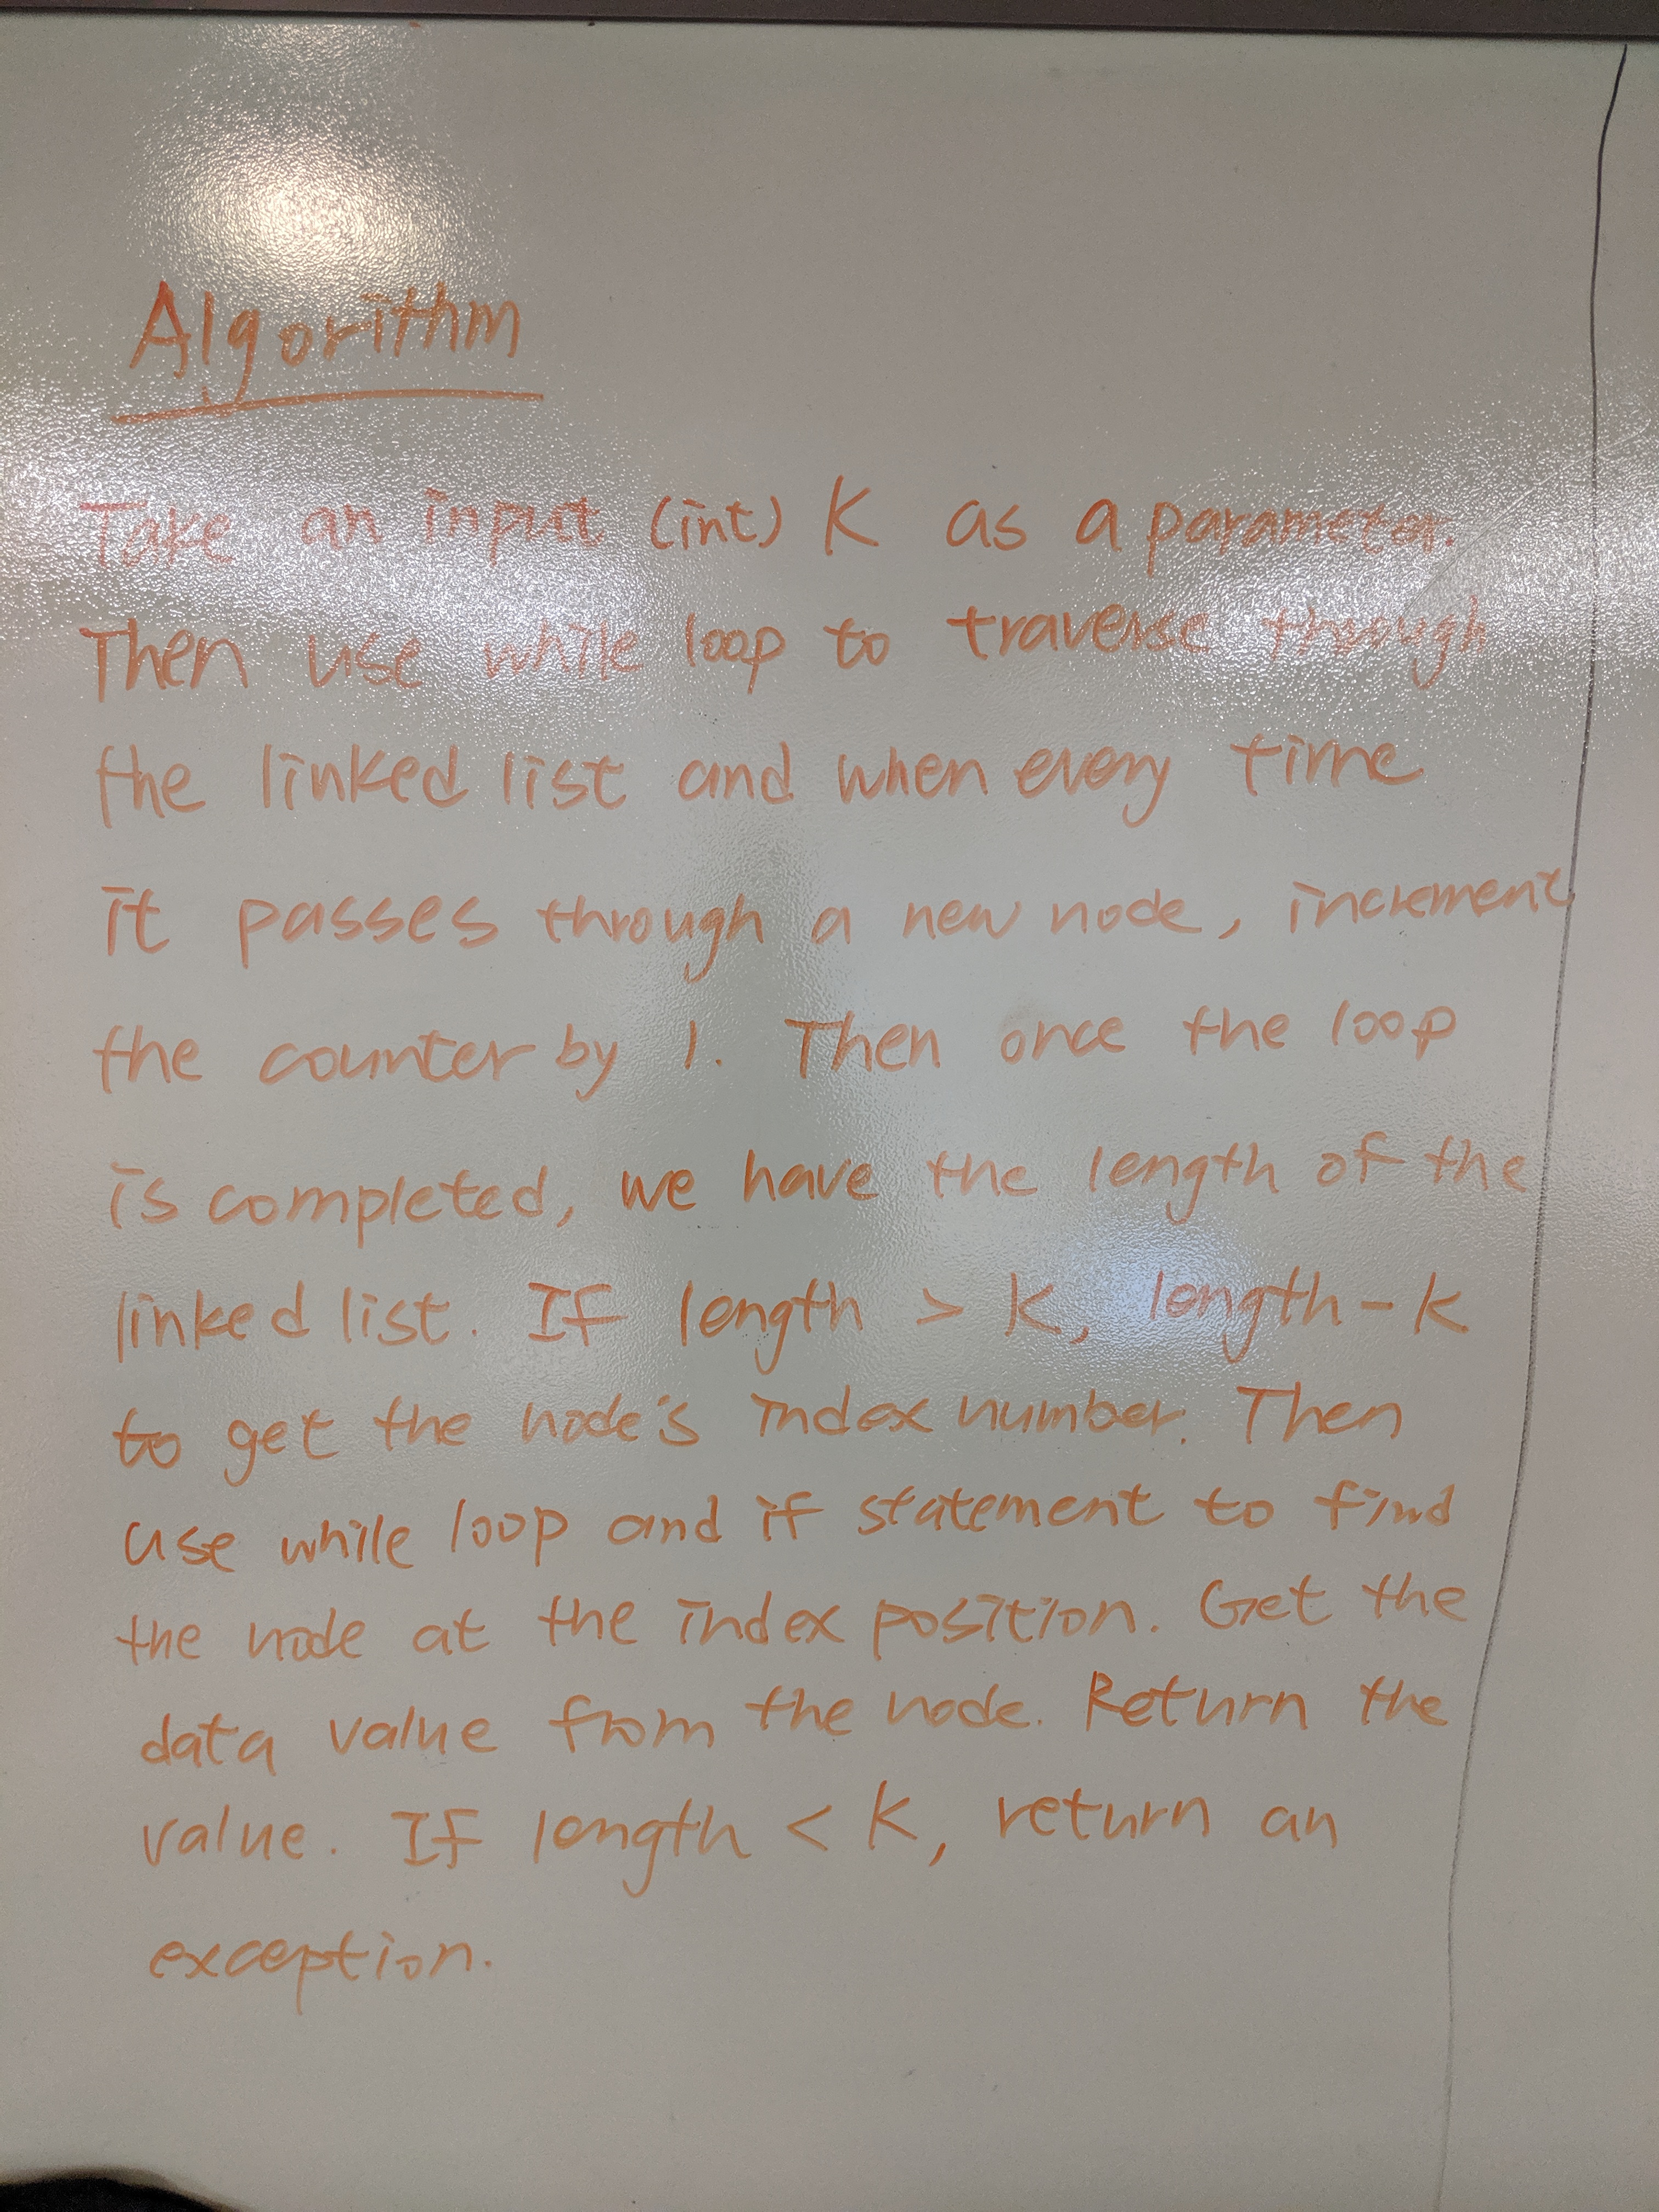 Algorithm
Take an input (int) K as a parameter.
Then use while loop to traverse through
the linked list and when every time
it passes through a new node, increment
the counter by 1. Then once the loop
is completed, we have the length of the
linked list. If length > K, length - K
to get the node's index number. Then
use while loop and if statement to find
the node at the index position. Get the
data value from the node. Return the
value. If length < K, return an
exception.